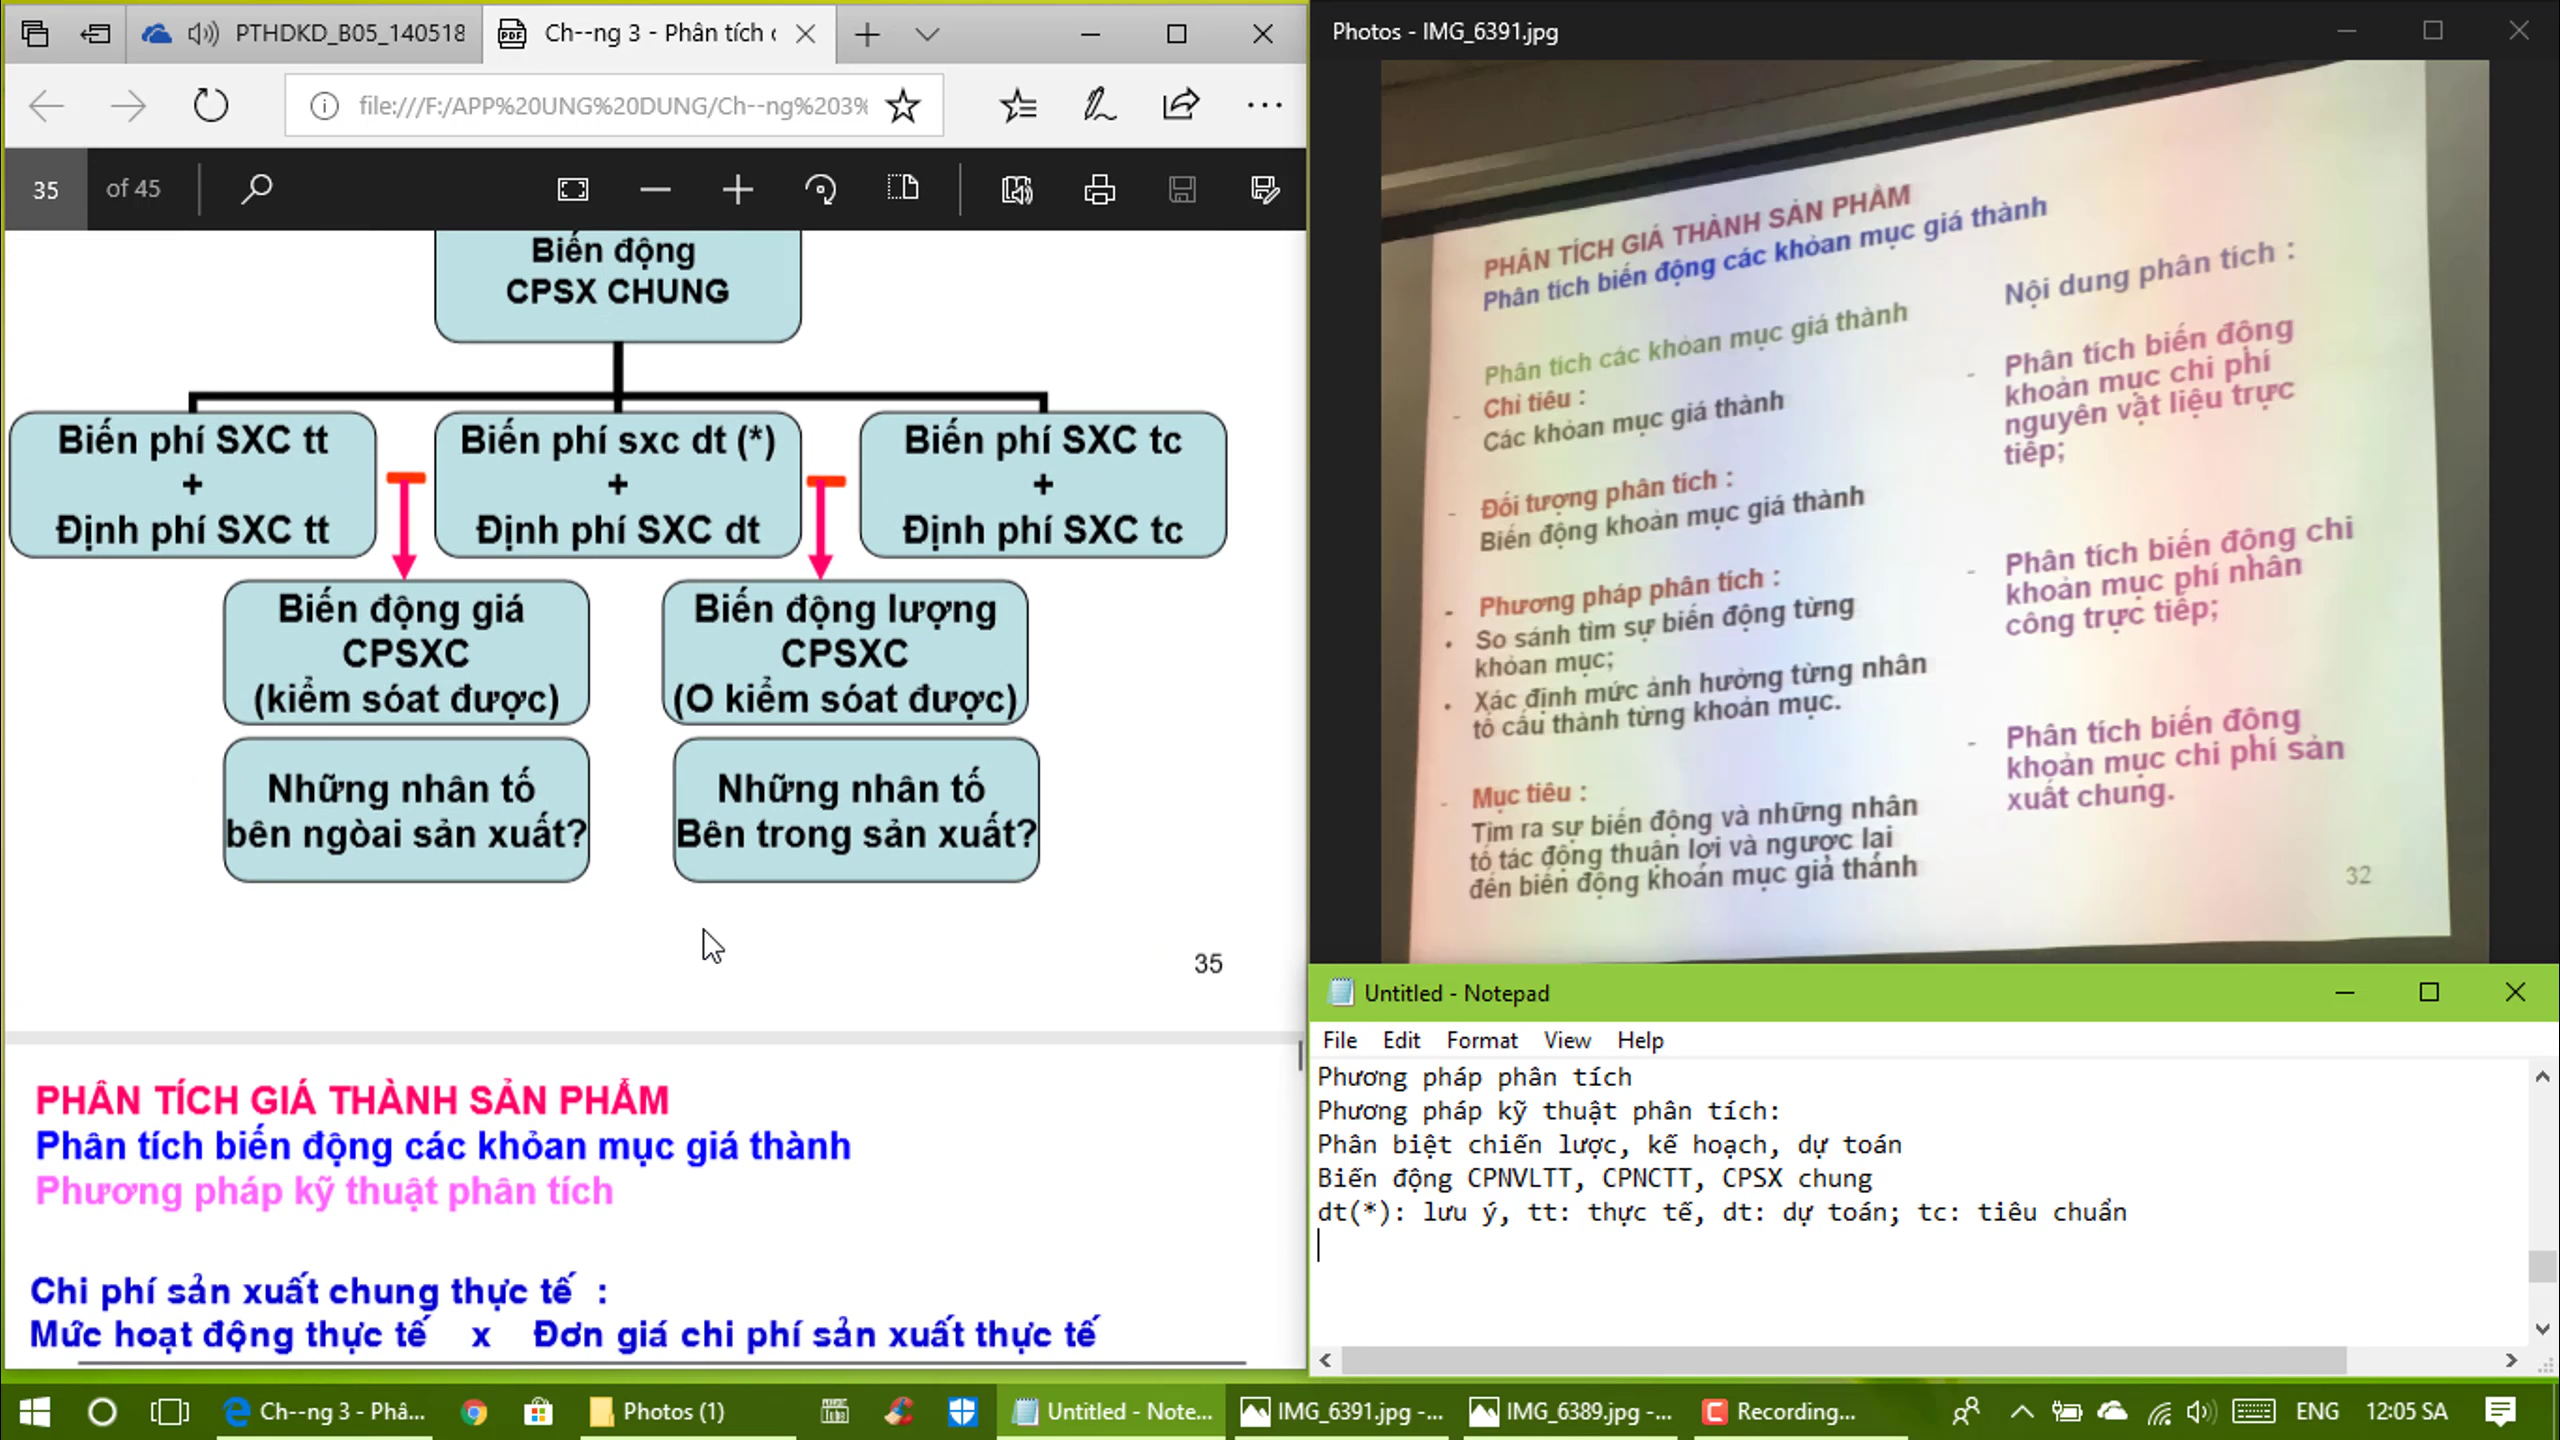 PTHDKD_B05_140518
Ch--ng 3 - Phân tích c
file:///F:/APP%20UNG%20DUNG/Ch--ng%203%
35
of 45
Biến động
CPSX CHUNG
Biến phí SXC tt
+
Định phí SXC tt
Biến phí sxc dt (*)
+
Định phí SXC dt
Biến phí SXC tc
+
Định phí SXC tc
Biến động giá
CPSXC
(kiểm sóat được)
Biến động lượng
CPSXC
(O kiểm sóat được)
Những nhân tố
bên ngòai sản xuất?
Những nhân tố
Bên trong sản xuất?
35
PHÂN TÍCH GIÁ THÀNH SẢN PHẨM
Phân tích biến động các khỏan mục giá thành
Phương pháp kỹ thuật phân tích
Chi phí sản xuất chung thực tế :
Mức hoạt động thực tế x Đơn giá chi phí sản xuất thực tế
Photos - IMG_6391.jpg
PHÂN TÍCH GIÁ THÀNH SẢN PHẨM
Phân tích biến động các khỏan mục giá thành
Phân tích các khỏan mục giá thành
- Chỉ tiêu :
Các khỏan mục giá thành
- Đối tượng phân tích :
Biến động khoản mục giá thành
- Phương pháp phân tích :
• So sánh tìm sự biến động từng
khỏan mục;
• Xác định mức ảnh hưởng từng nhân
tố cấu thành từng khoản mục.
- Mục tiêu :
Tìm ra sự biến động và những nhân
tố tác động thuận lợi và ngược lại
đến biến động khoản mục giá thành
Nội dung phân tích :
- Phân tích biến động
khoản mục chi phí
nguyên vật liệu trực
tiếp;
- Phân tích biến động chi
khoản mục phí nhân
công trực tiếp;
- Phân tích biến động
khoản mục chi phí sản
xuất chung.
32
Untitled - Notepad
File Edit Format View Help
Phương pháp phân tích
Phương pháp kỹ thuật phân tích:
Phân biệt chiến lược, kế hoạch, dự toán
Biến động CPNVLTT, CPNCTT, CPSX chung
dt(*): lưu ý, tt: thực tế, dt: dự toán; tc: tiêu chuẩn
Ch--ng 3 - Phâ...
Photos (1)
Untitled - Note...
IMG_6391.jpg -...
IMG_6389.jpg -...
Recording...
ENG
12:05 SA